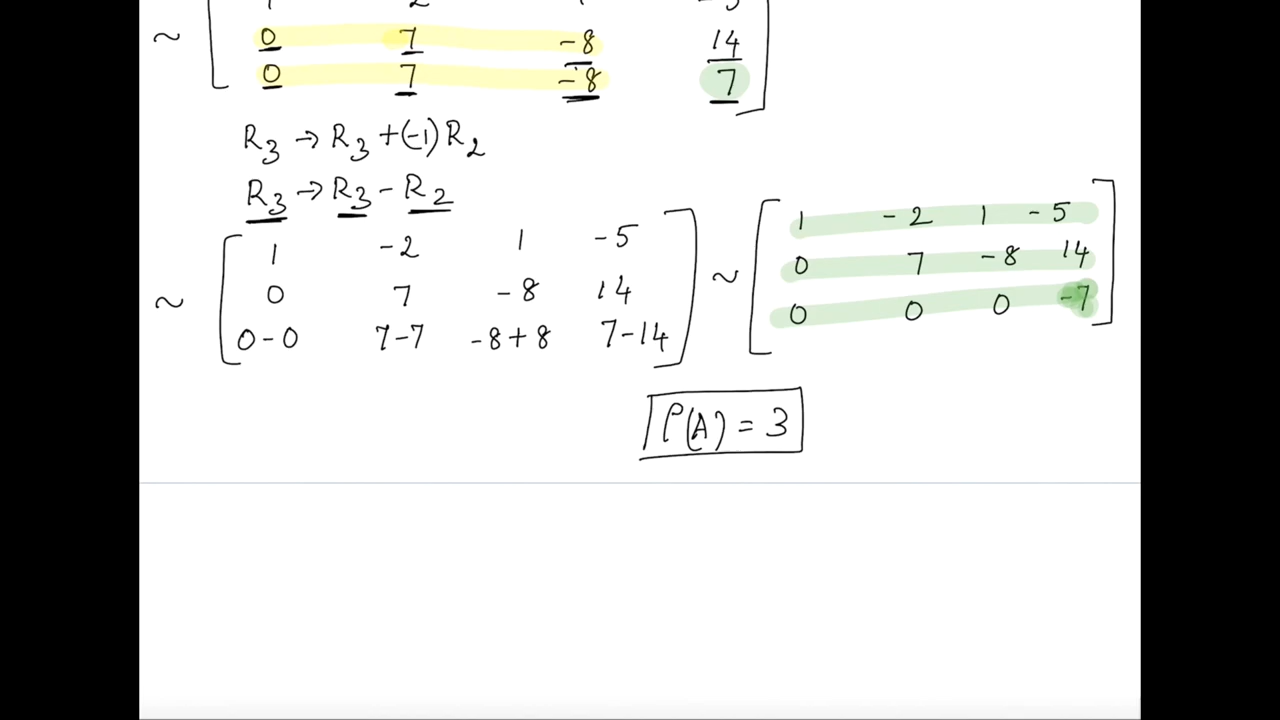 ~ 0 7 -8 14
0 7 -8 7
R3 → R3 + (-1) R2
R3 → R3 - R2
~ 1 -2 1 -5
0 7 -8 14
0-0 7-7 -8+8 7-14
~ 1 -2 1 -5
0 7 -8 14
0 0 0 -7
ρ(A) = 3